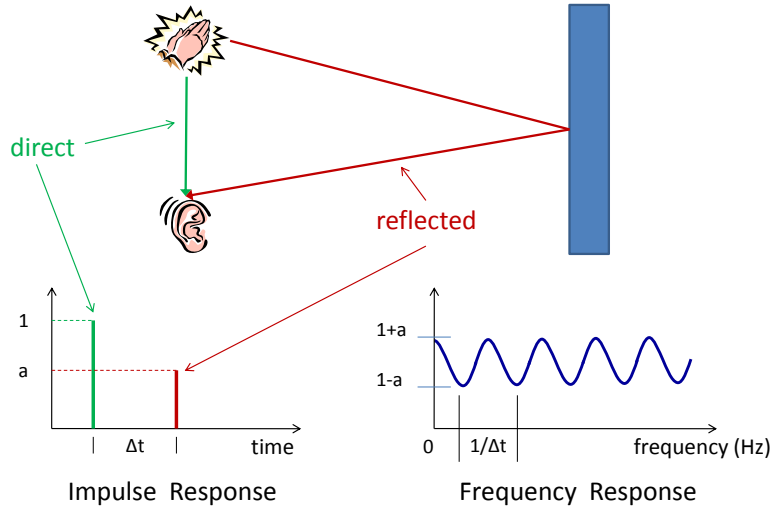 direct
reflected
1
a
Δt
time
Impulse Response
1+a
1-a
0
1/Δt
frequency (Hz)
Frequency Response